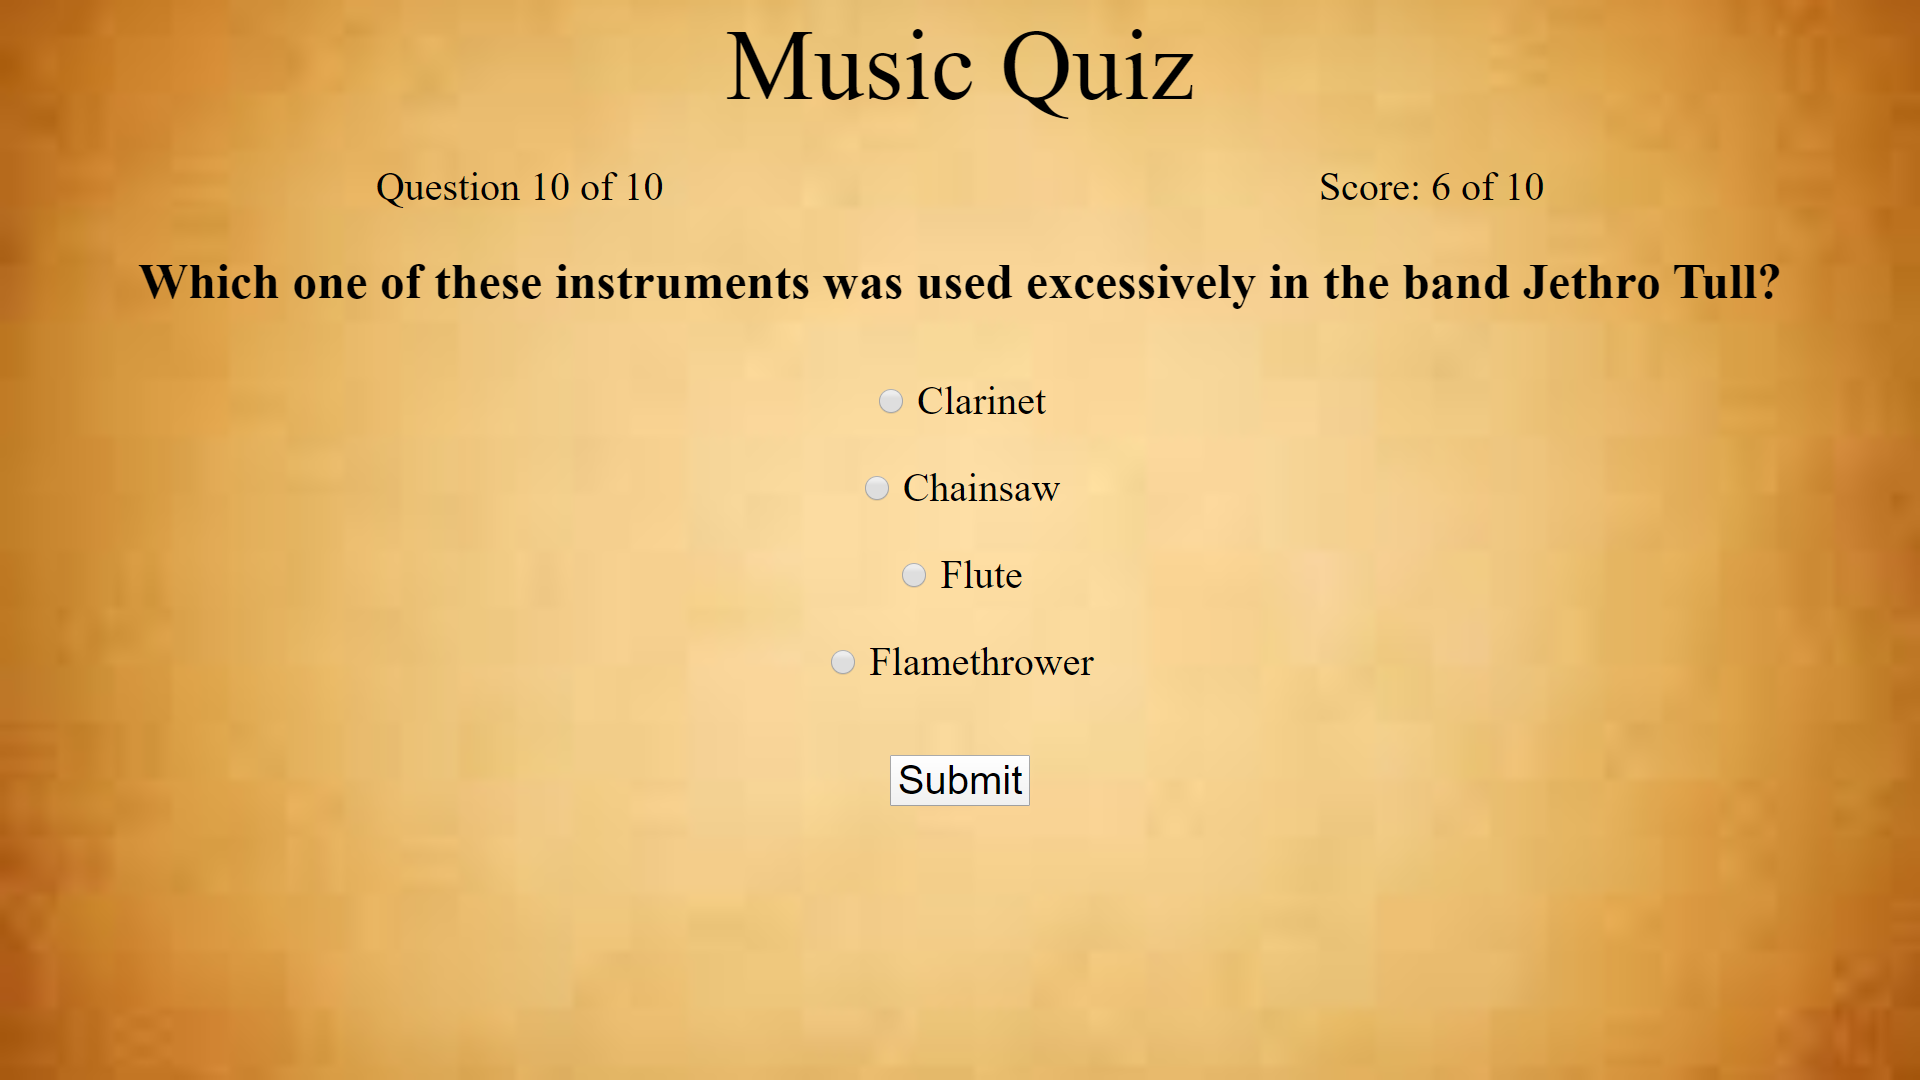 Music Quiz
Question 10 of 10
Score: 6 of 10
Which one of these instruments was used excessively in the band Jethro Tull?
Clarinet
Chainsaw
Flute
Flamethrower
Submit